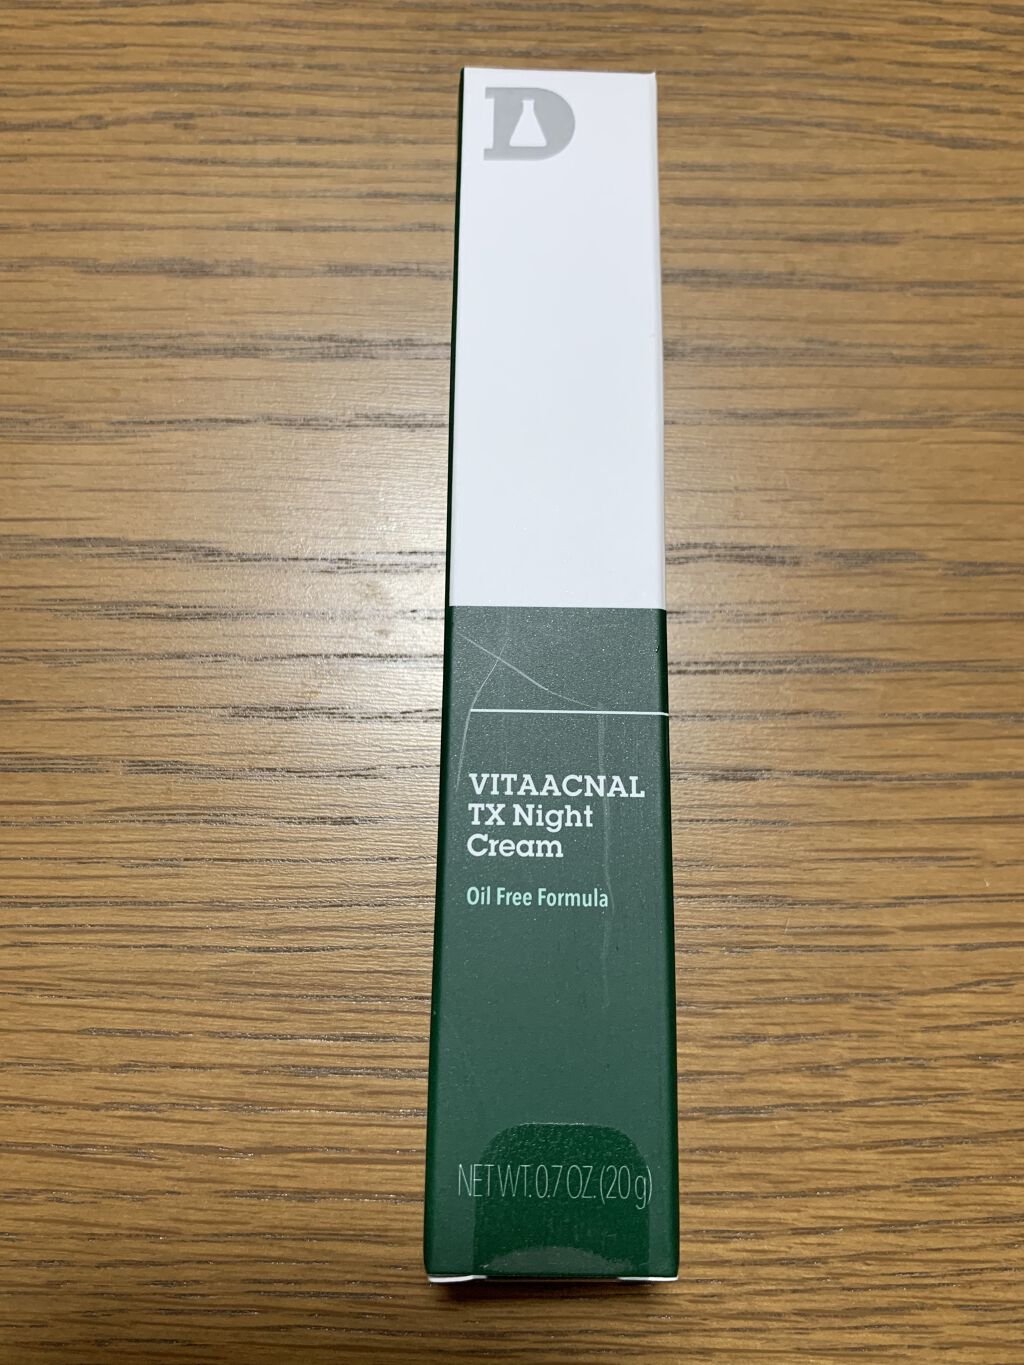 D
VITAACNAL
TX Night
Cream
Oil Free Formula
NET WT. 0.7 OZ. (20 g)